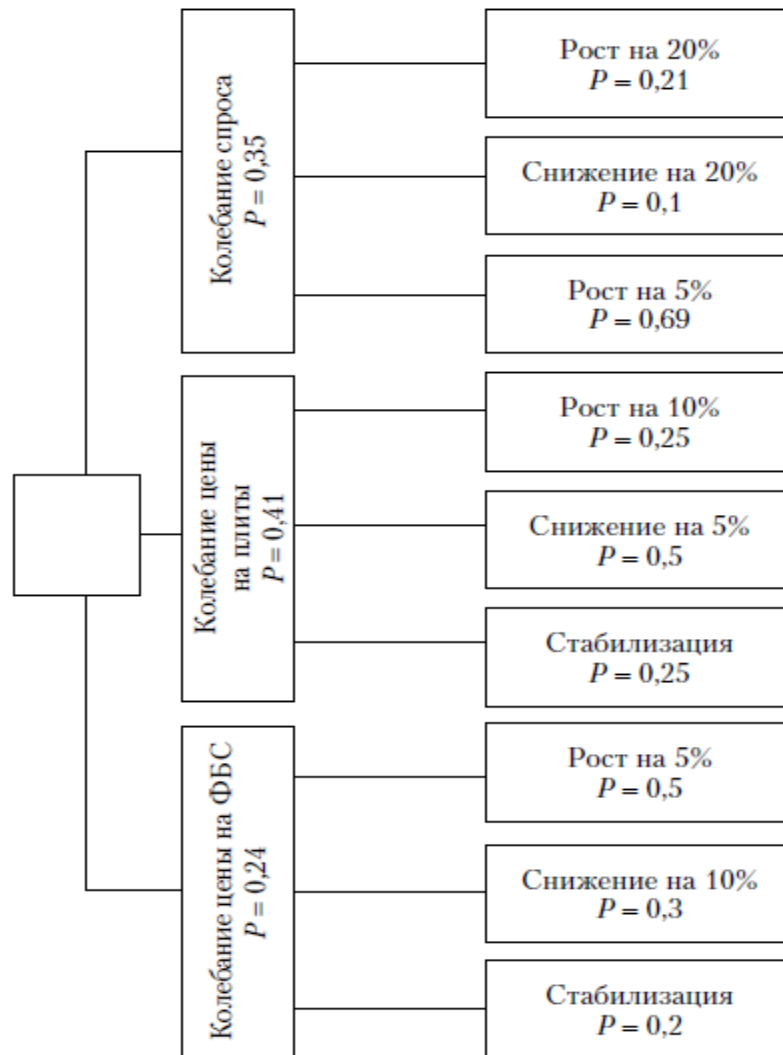 Колебание спроса
P = 0,35
Рост на 20%
P = 0,21
Снижение на 20%
P = 0,1
Рост на 5%
P = 0,69
Колебание цены
на плиты
P = 0,41
Рост на 10%
P = 0,25
Снижение на 5%
P = 0,5
Стабилизация
P = 0,25
Колебание цены на ФБС
P = 0,24
Рост на 5%
P = 0,5
Снижение на 10%
P = 0,3
Стабилизация
P = 0,2